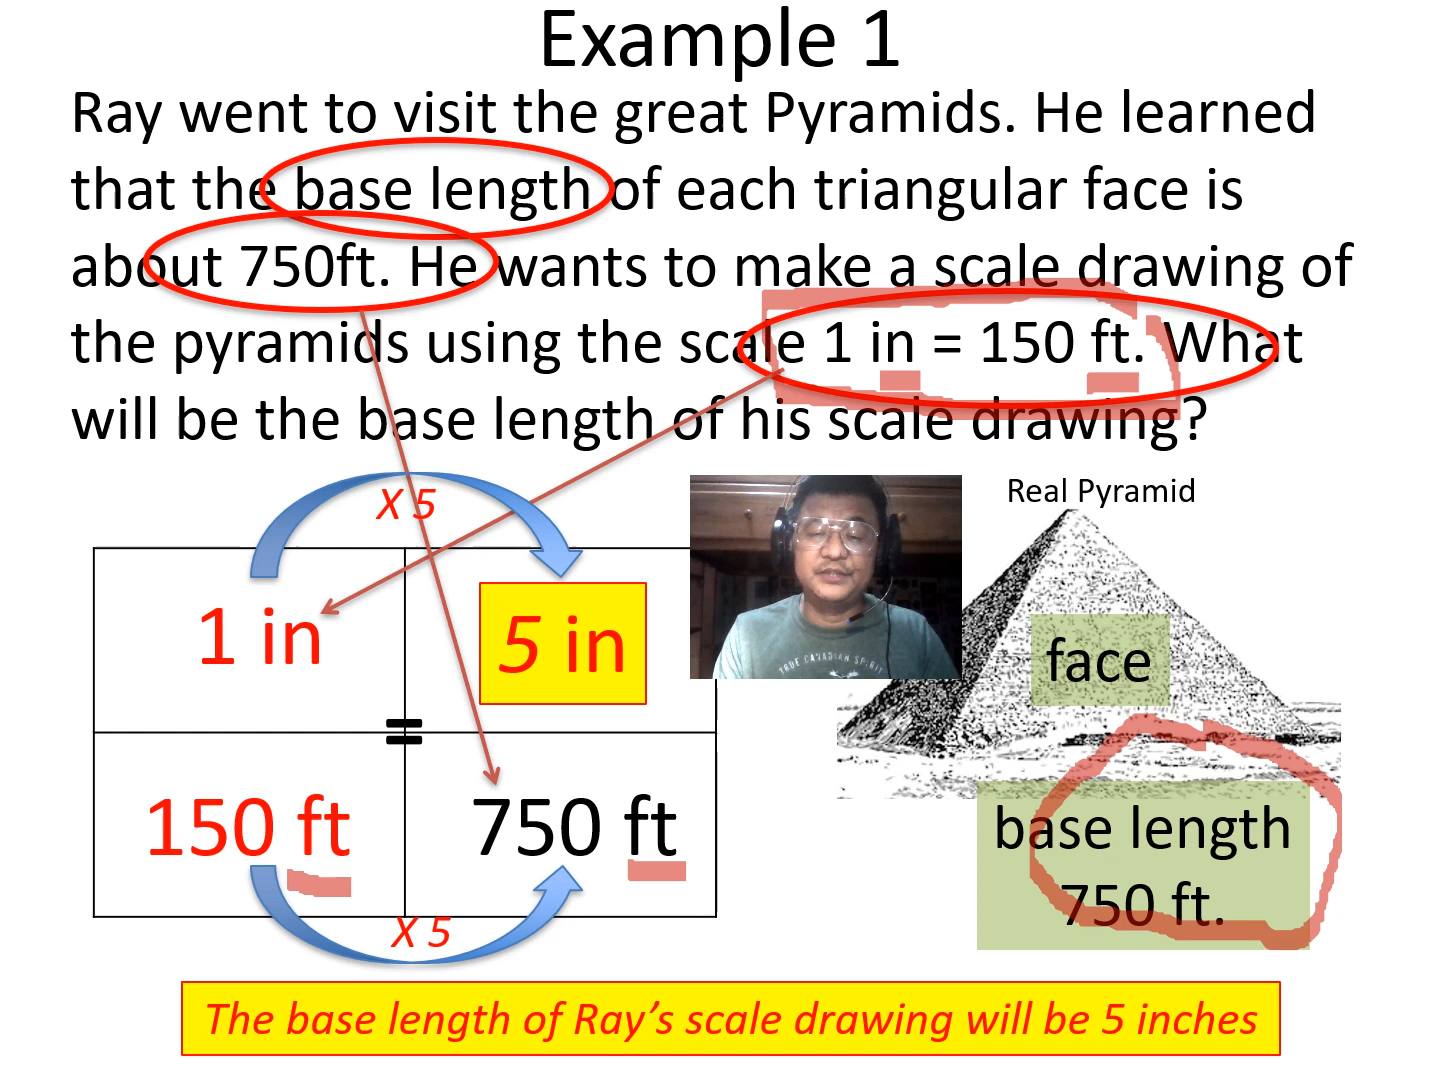 Example 1
Ray went to visit the great Pyramids. He learned
that the base length of each triangular face is
about 750ft. He wants to make a scale drawing of
the pyramids using the scale 1 in = 150 ft. What
will be the base length of his scale drawing?
X 5
Real Pyramid
1 in
5 in
TRUE CANADIAN SPIRIT
face
=
150 ft
750 ft
base length
750 ft.
X 5
The base length of Ray’s scale drawing will be 5 inches